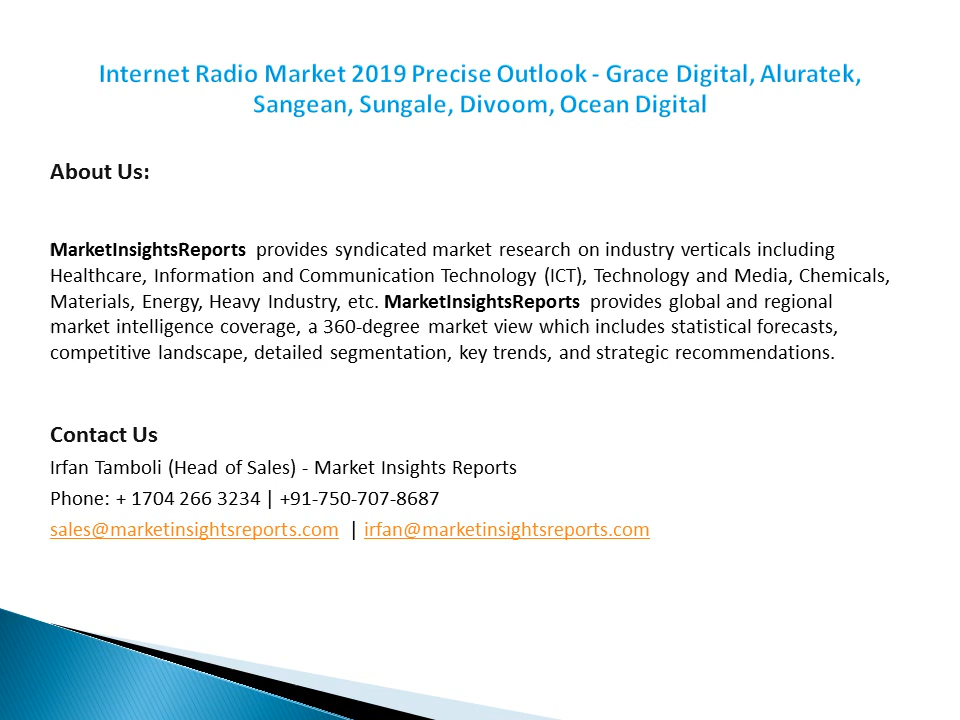 Internet Radio Market 2019 Precise Outlook - Grace Digital, Aluratek,
Sangean, Sungale, Divoom, Ocean Digital
About Us:
MarketInsightsReports provides syndicated market research on industry verticals including
Healthcare, Information and Communication Technology (ICT), Technology and Media, Chemicals,
Materials, Energy, Heavy Industry, etc. MarketInsightsReports provides global and regional
market intelligence coverage, a 360-degree market view which includes statistical forecasts,
competitive landscape, detailed segmentation, key trends, and strategic recommendations.
Contact Us
Irfan Tamboli (Head of Sales) - Market Insights Reports
Phone: + 1704 266 3234 | +91-750-707-8687
sales@marketinsightsreports.com | irfan@marketinsightsreports.com